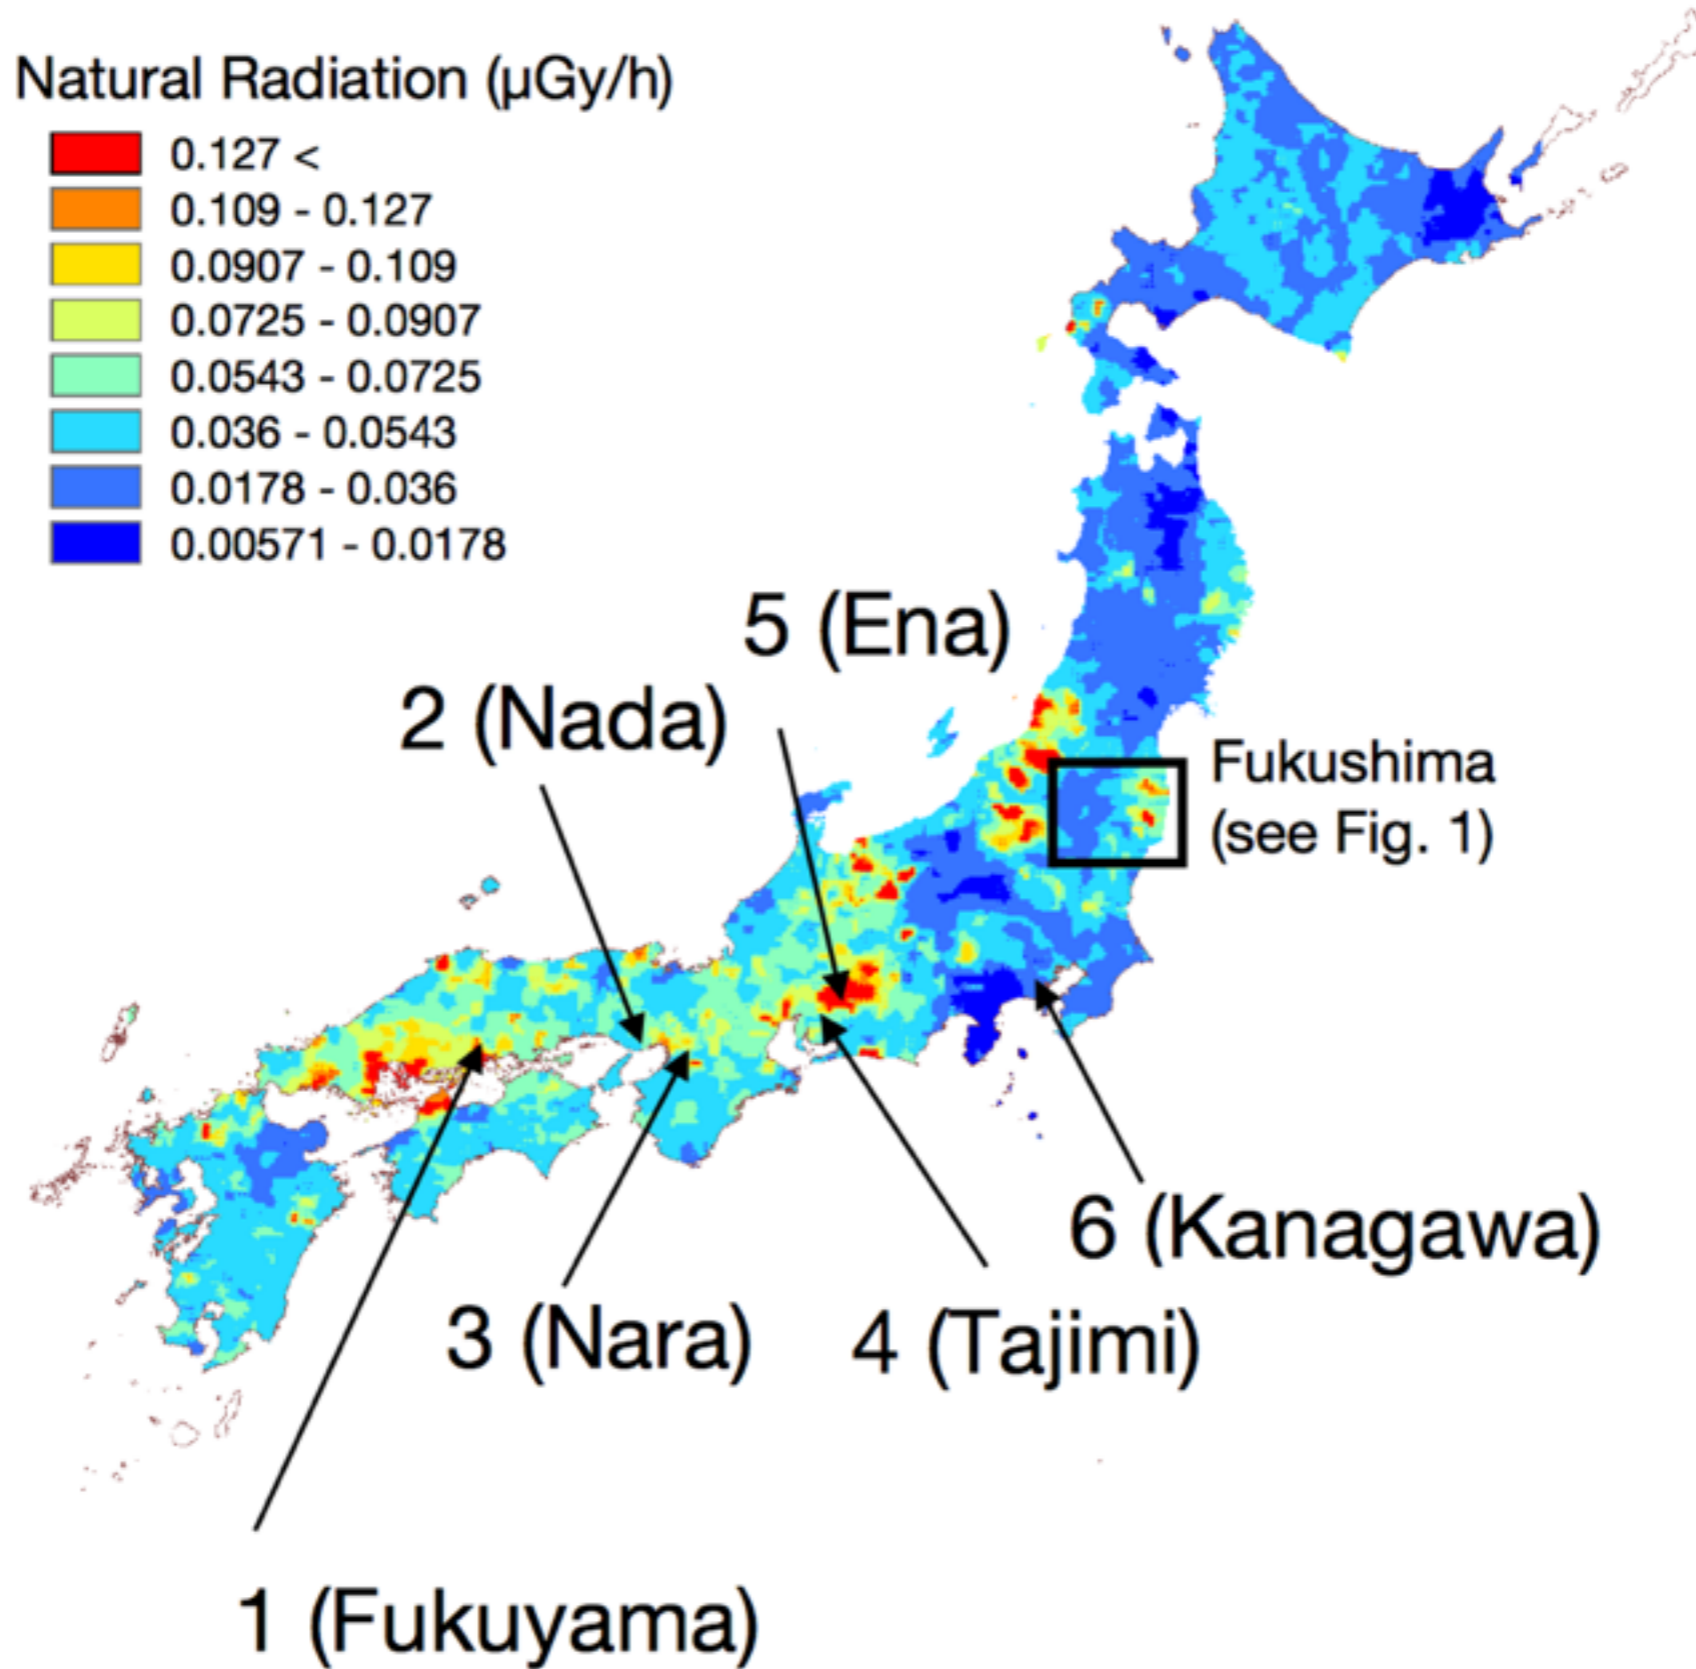 Natural Radiation (µGy/h)
0.127 <
0.109 - 0.127
0.0907 - 0.109
0.0725 - 0.0907
0.0543 - 0.0725
0.036 - 0.0543
0.0178 - 0.036
0.00571 - 0.0178
5 (Ena)
2 (Nada)
Fukushima
(see Fig. 1)
6 (Kanagawa)
3 (Nara)
4 (Tajimi)
1 (Fukuyama)